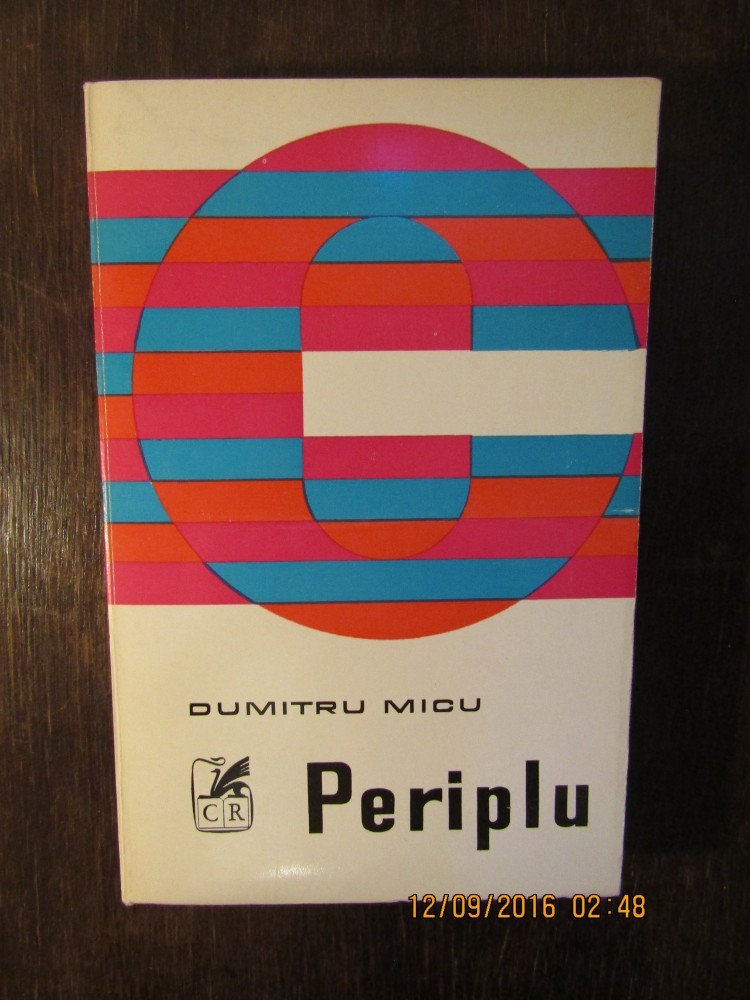 DUMITRU MICU
CR
Periplu
12/09/2016 02:48